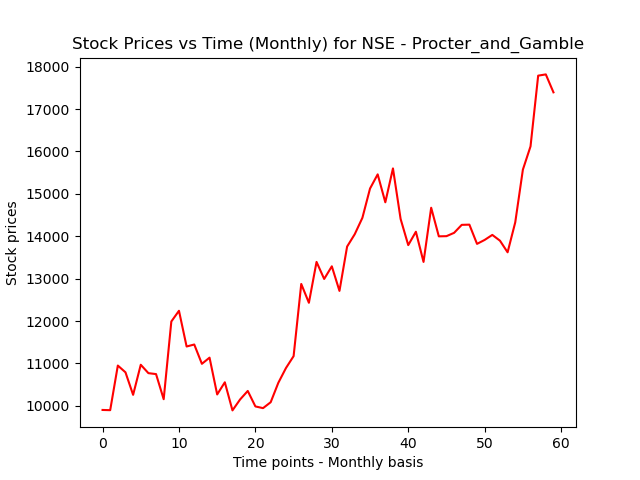 Stock Prices vs Time (Monthly) for NSE - Procter_and_Gamble
18000
17000
16000
15000
14000
13000
12000
11000
10000
Stock prices
0 10 20 30 40 50 60
Time points - Monthly basis